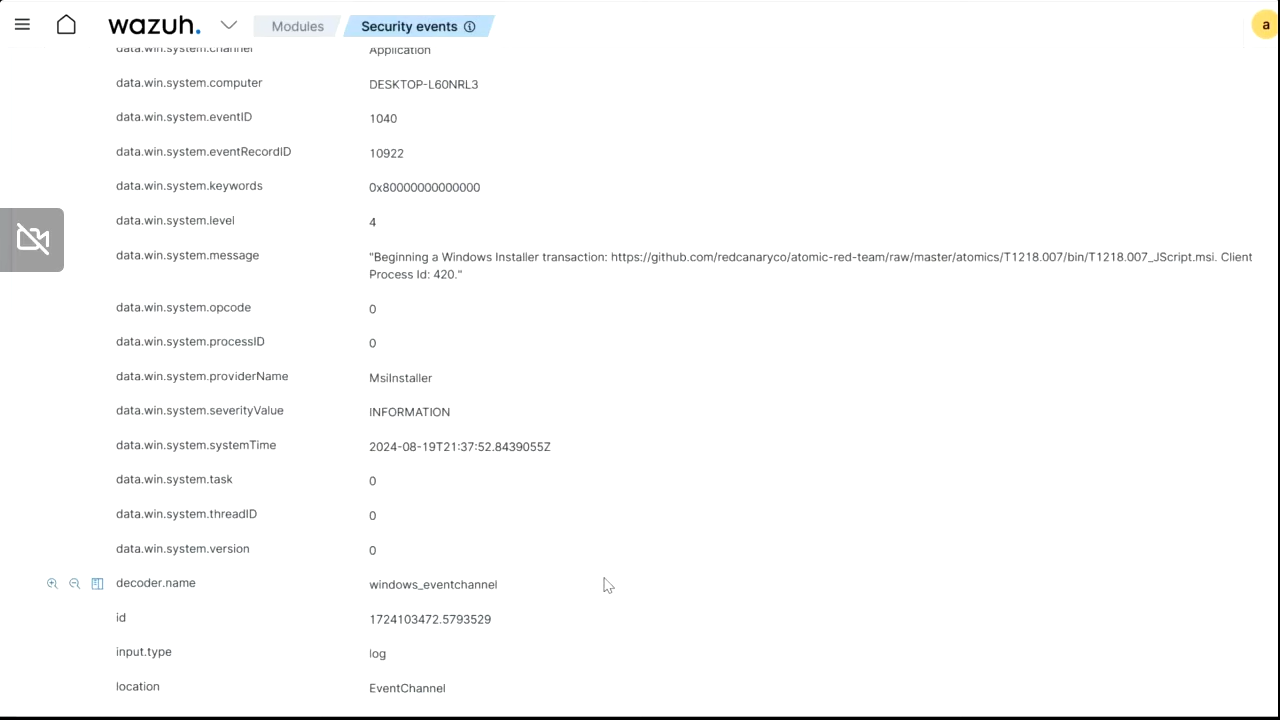 wazuh.
Modules
Security events
a
data.win.system.channel Application
data.win.system.computer DESKTOP-L60NRL3
data.win.system.eventID 1040
data.win.system.eventRecordID 10922
data.win.system.keywords 0x80000000000000
data.win.system.level 4
data.win.system.message "Beginning a Windows Installer transaction: https://github.com/redcanaryco/atomic-red-team/raw/master/atomics/T1218.007/bin/T1218.007_JScript.msi. Client
Process Id: 420."
data.win.system.opcode 0
data.win.system.processID 0
data.win.system.providerName MsiInstaller
data.win.system.severityValue INFORMATION
data.win.system.systemTime 2024-08-19T21:37:52.8439055Z
data.win.system.task 0
data.win.system.threadID 0
data.win.system.version 0
decoder.name windows_eventchannel
id 1724103472.5793529
input.type log
location EventChannel